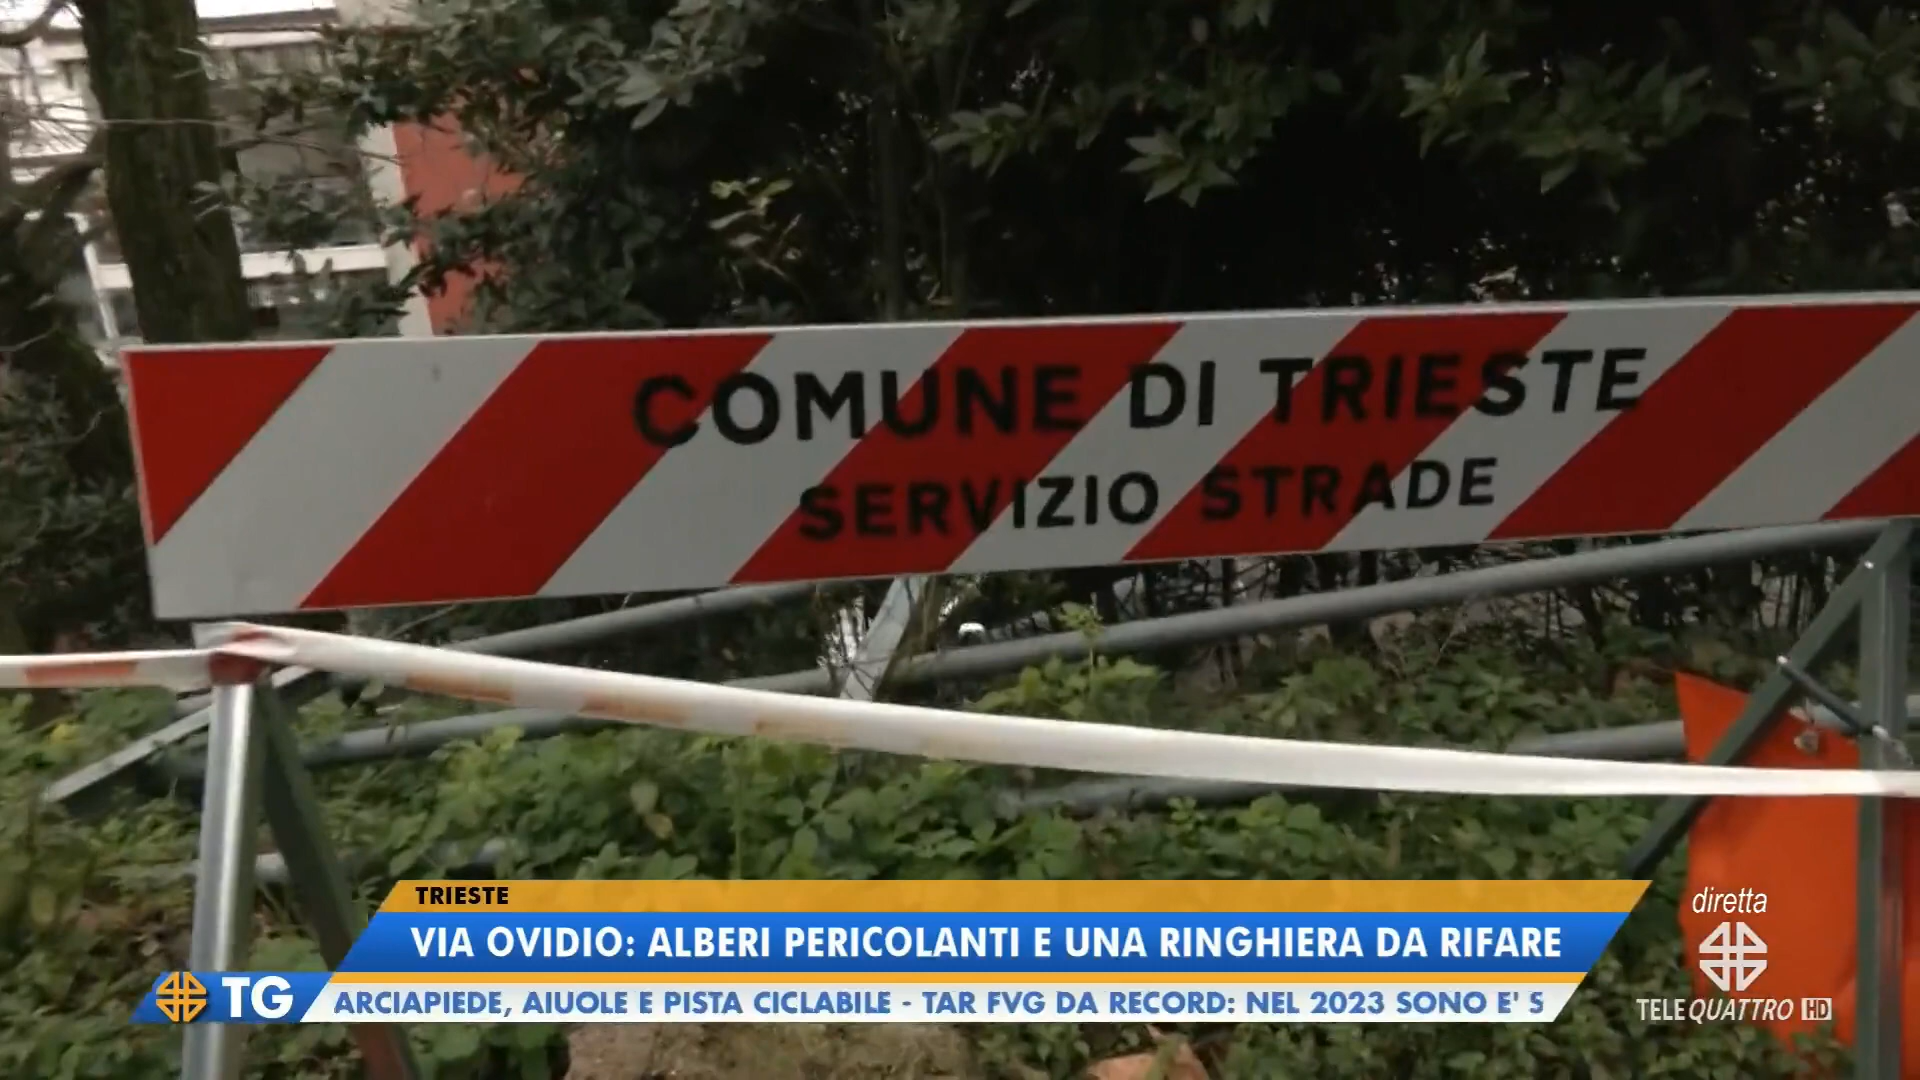 COMUNE DI TRIESTE
SERVIZIO STRADE
TRIESTE
VIA OVIDIO: ALBERI PERICOLANTI E UNA RINGHIERA DA RIFARE
TG
ARCIAPIEDE, AIUOLE E PISTA CICLABILE - TAR FVG DA RECORD: NEL 2023 SONO E' S
diretta
TELEQUATTRO HD